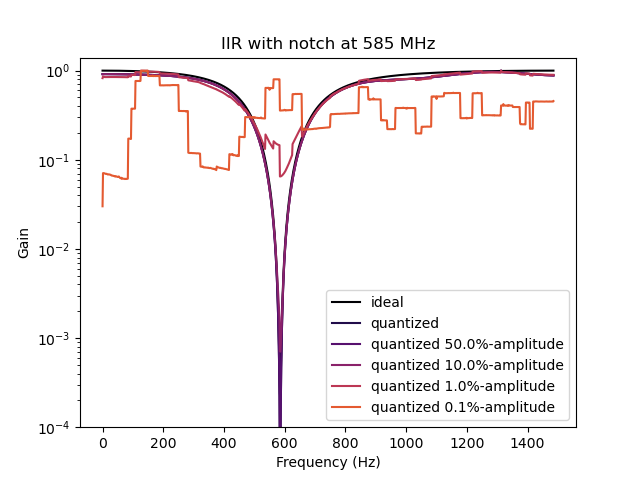 IIR with notch at 585 MHz
10^0
10^-1
10^-2
10^-3
10^-4
Gain
ideal
quantized
quantized 50.0%-amplitude
quantized 10.0%-amplitude
quantized 1.0%-amplitude
quantized 0.1%-amplitude
0 200 400 600 800 1000 1200 1400
Frequency (Hz)